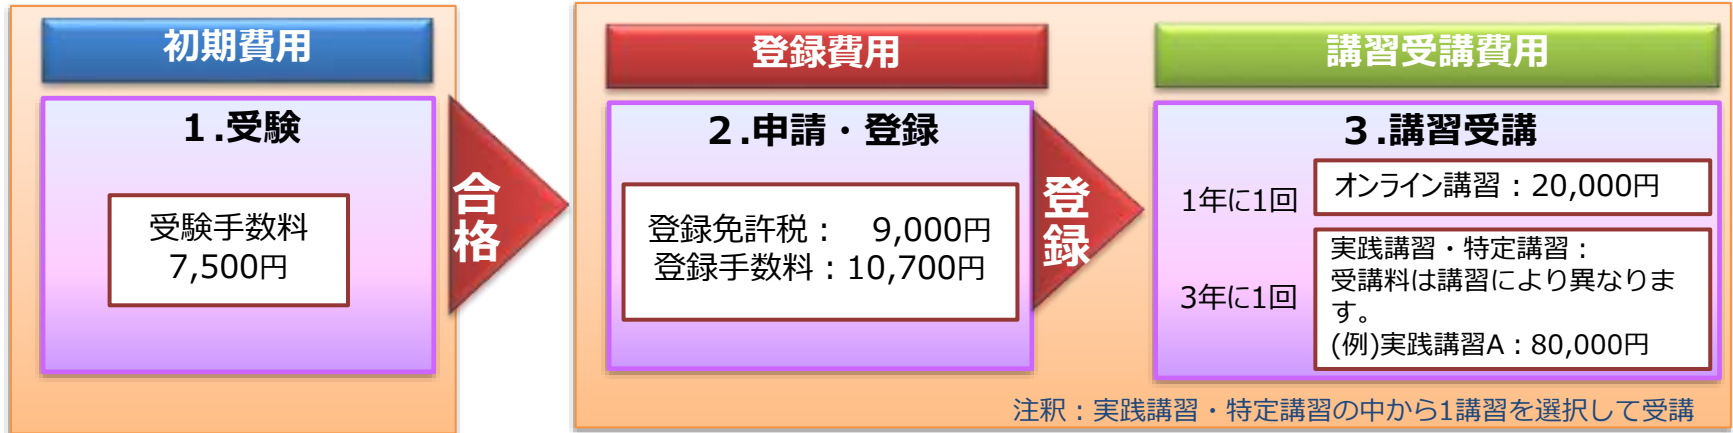 初期費用
1.受験
受験手数料
7,500円
合格
登録費用
2.申請・登録
登録免許税： 9,000円
登録手数料：10,700円
登録
講習受講費用
3.講習受講
1年に1回
オンライン講習：20,000円
3年に1回
実践講習・特定講習：
受講料は講習により異なりま
す。
(例)実践講習A：80,000円
注釈：実践講習・特定講習の中から1講習を選択して受講